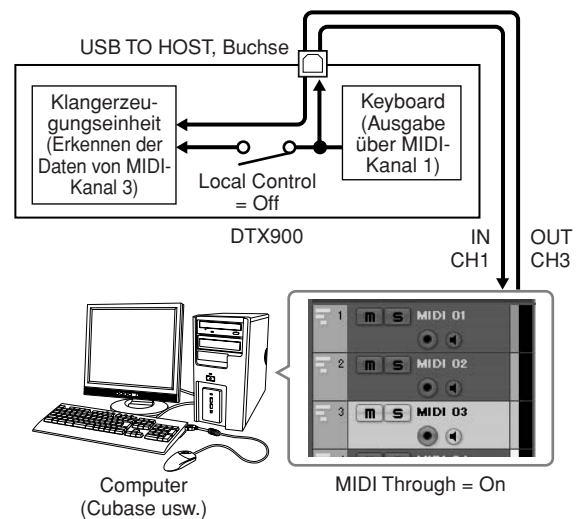 USB TO HOST, Buchse
Klangerzeu-
gungseinheit
(Erkennen der
Daten von MIDI-
Kanal 3)
Keyboard
(Ausgabe
über MIDI-
Kanal 1)
Local Control
= Off
DTX900
IN
CH1
OUT
CH3
1 m S MIDI 01
2 m S MIDI 02
3 m S MIDI 03
Computer
(Cubase usw.)
MIDI Through = On